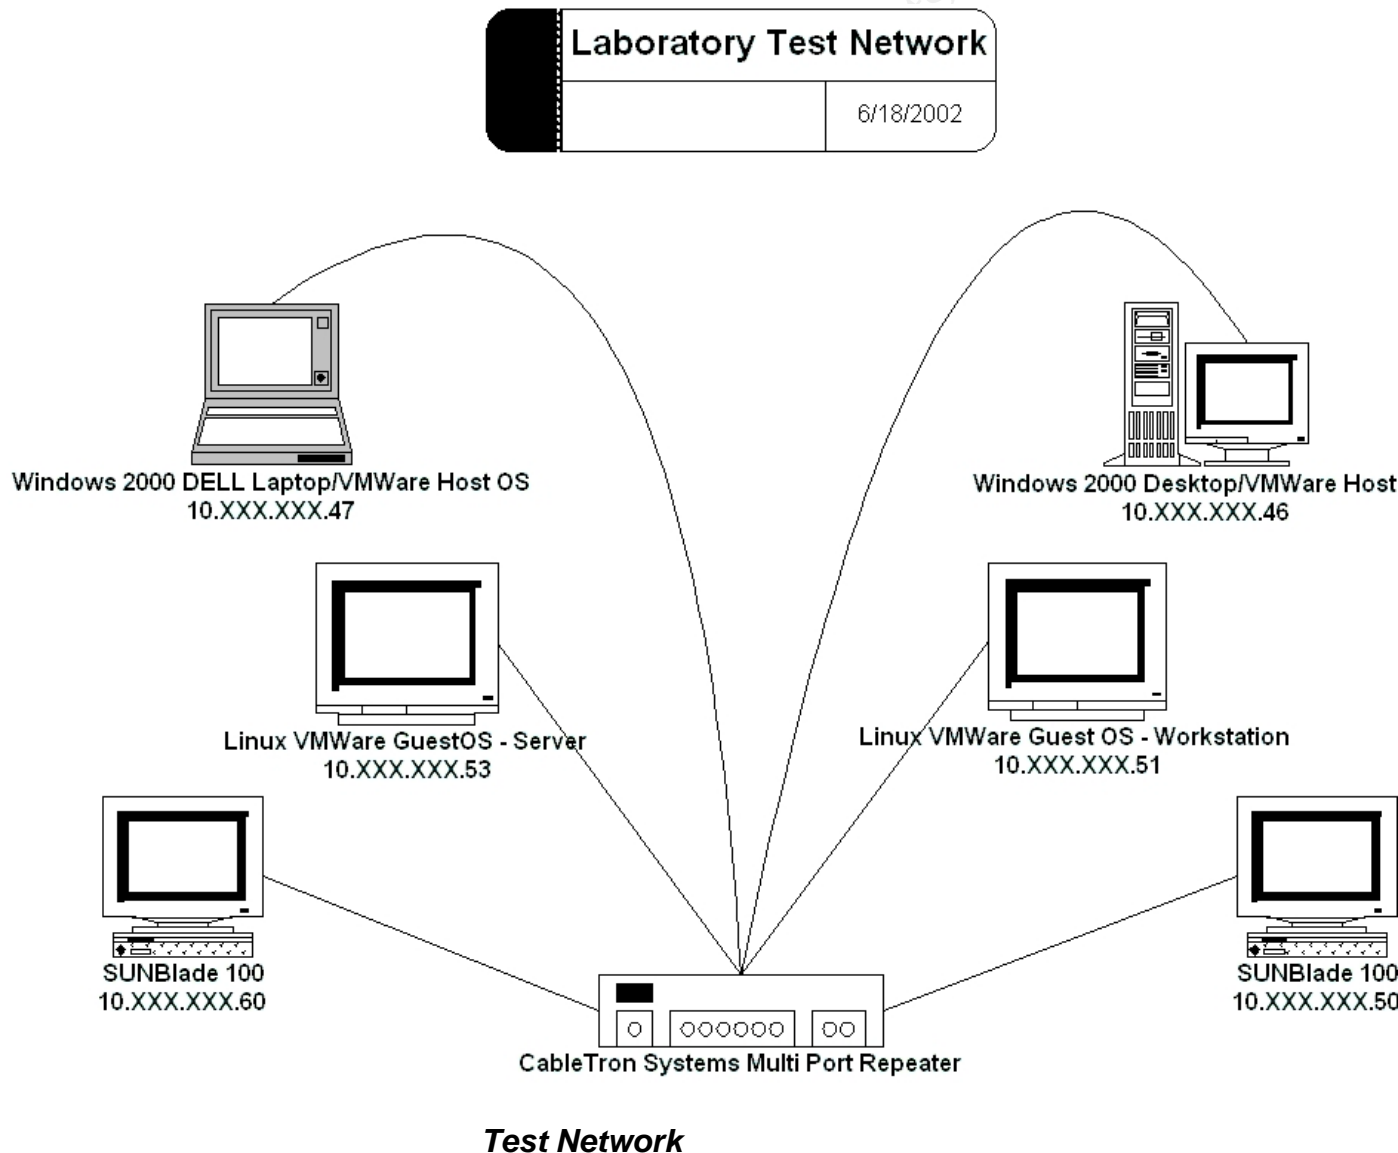 Laboratory Test Network
6/18/2002
Windows 2000 DELL Laptop/VMWare Host OS
10.XXX.XXX.47
Windows 2000 Desktop/VMWare Host
10.XXX.XXX.46
Linux VMWare GuestOS - Server
10.XXX.XXX.53
Linux VMWare Guest OS - Workstation
10.XXX.XXX.51
SUNBlade 100
10.XXX.XXX.60
SUNBlade 100
10.XXX.XXX.50
CableTron Systems Multi Port Repeater
Test Network